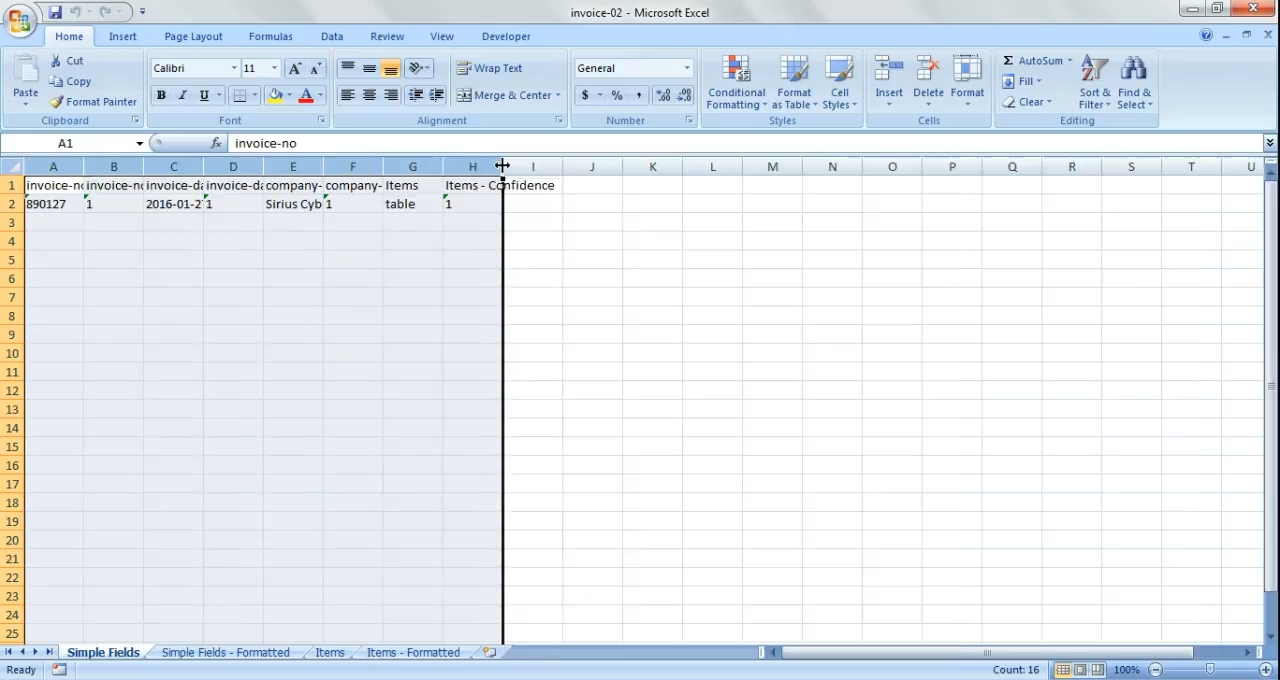 invoice-02 - Microsoft Excel
Home Insert Page Layout Formulas Data Review View Developer
Paste Cut Copy Format Painter Clipboard
Calibri 11 B I U A A A Font
Wrap Text Merge & Center Alignment
General $ % , Number
Conditional Formatting Format as Table Cell Styles Styles
Insert Delete Format Cells
Σ AutoSum Fill Clear Sort & Filter Find & Select Editing
A1 fx invoice-no
A B C D E F G H I J K L M N O P Q R S T U
1 invoice-no invoice-no invoice-da invoice-da company- company- Items Items - Confidence
2 890127 1 2016-01-2 1 Sirius Cyb 1 table 1
3
4
5
6
7
8
9
10
11
12
13
14
15
16
17
18
19
20
21
22
23
24
25
Simple Fields Simple Fields - Formatted Items Items - Formatted
Ready Count: 16 100%